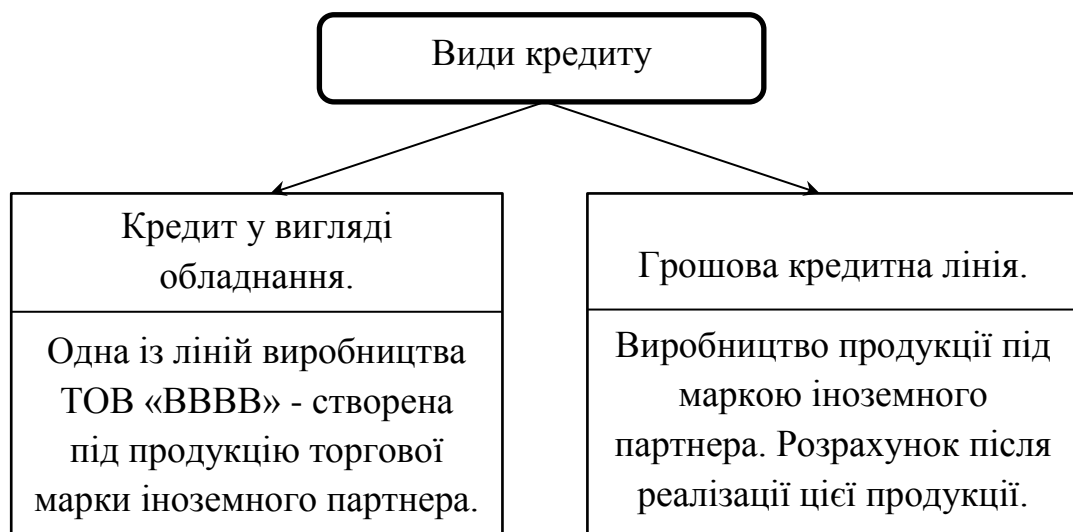 Види кредиту
Кредит у вигляді
обладнання.
Одна із ліній виробництва
ТОВ «ВВВВ» - створена
під продукцію торгової
марки іноземного партнера.
Грошова кредитна лінія.
Виробництво продукції під
маркою іноземного
партнера. Розрахунок після
реалізації цієї продукції.